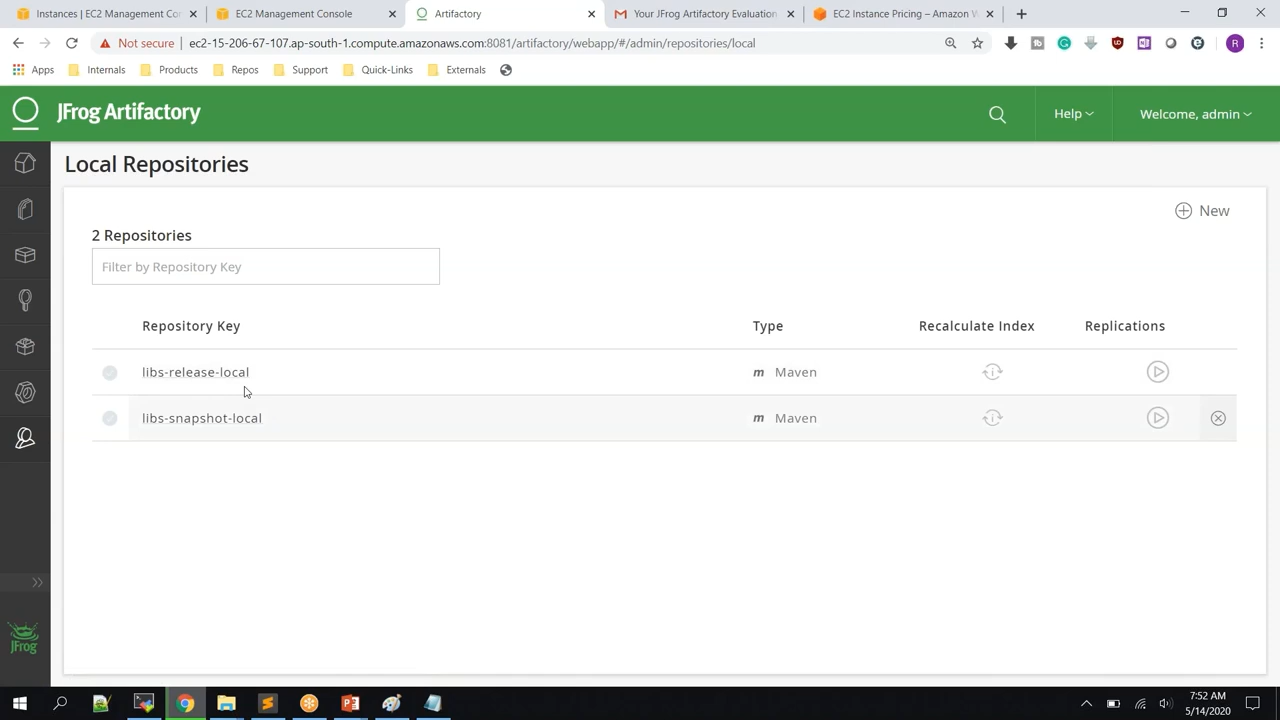 Instances | EC2 Management Co
EC2 Management Console
Artifactory
Your JFrog Artifactory Evaluation
EC2 Instance Pricing – Amazon W
Not secure
ec2-15-206-67-107.ap-south-1.compute.amazonaws.com:8081/artifactory/webapp/#/admin/repositories/local
Apps
Internals
Products
Repos
Support
Quick-Links
Externals
JFrog Artifactory
Help
Welcome, admin
Local Repositories
New
2 Repositories
Filter by Repository Key
Repository Key Type Recalculate Index Replications
libs-release-local m Maven
libs-snapshot-local m Maven
JFrog
7:52 AM
5/14/2020